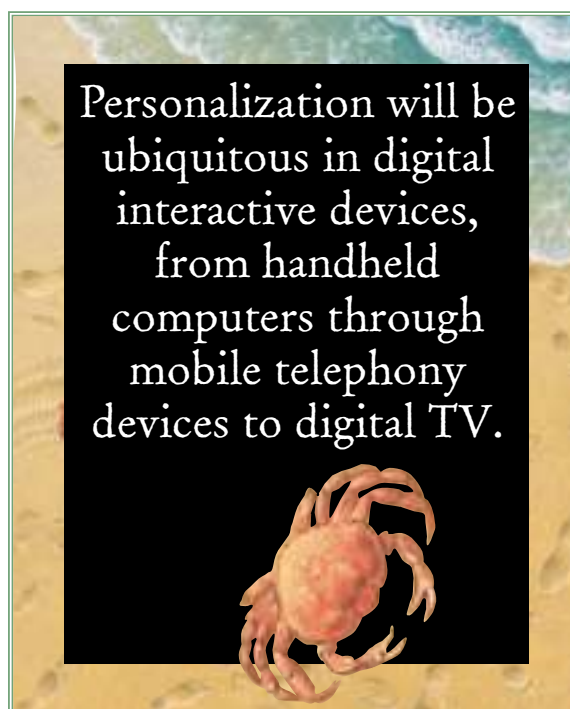 Personalization will be
ubiquitous in digital
interactive devices,
from handheld
computers through
mobile telephony
devices to digital TV.